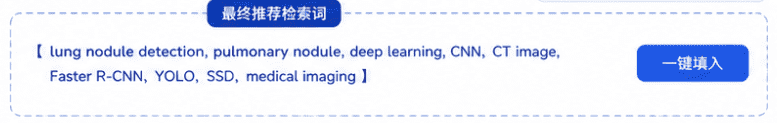 最终推荐检索词
【 lung nodule detection, pulmonary nodule, deep learning, CNN, CT image,
Faster R-CNN, YOLO, SSD, medical imaging 】
一键填入